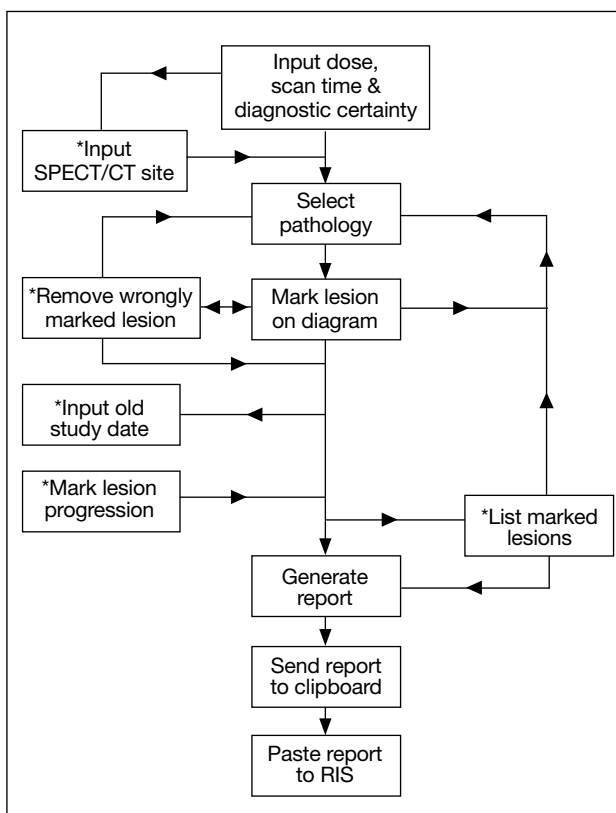 Input dose,
scan time &
diagnostic certainty
*Input
SPECT/CT site
Select
pathology
*Remove wrongly
marked lesion
Mark lesion
on diagram
*Input old
study date
*Mark lesion
progression
*List marked
lesions
Generate
report
Send report
to clipboard
Paste report
to RIS